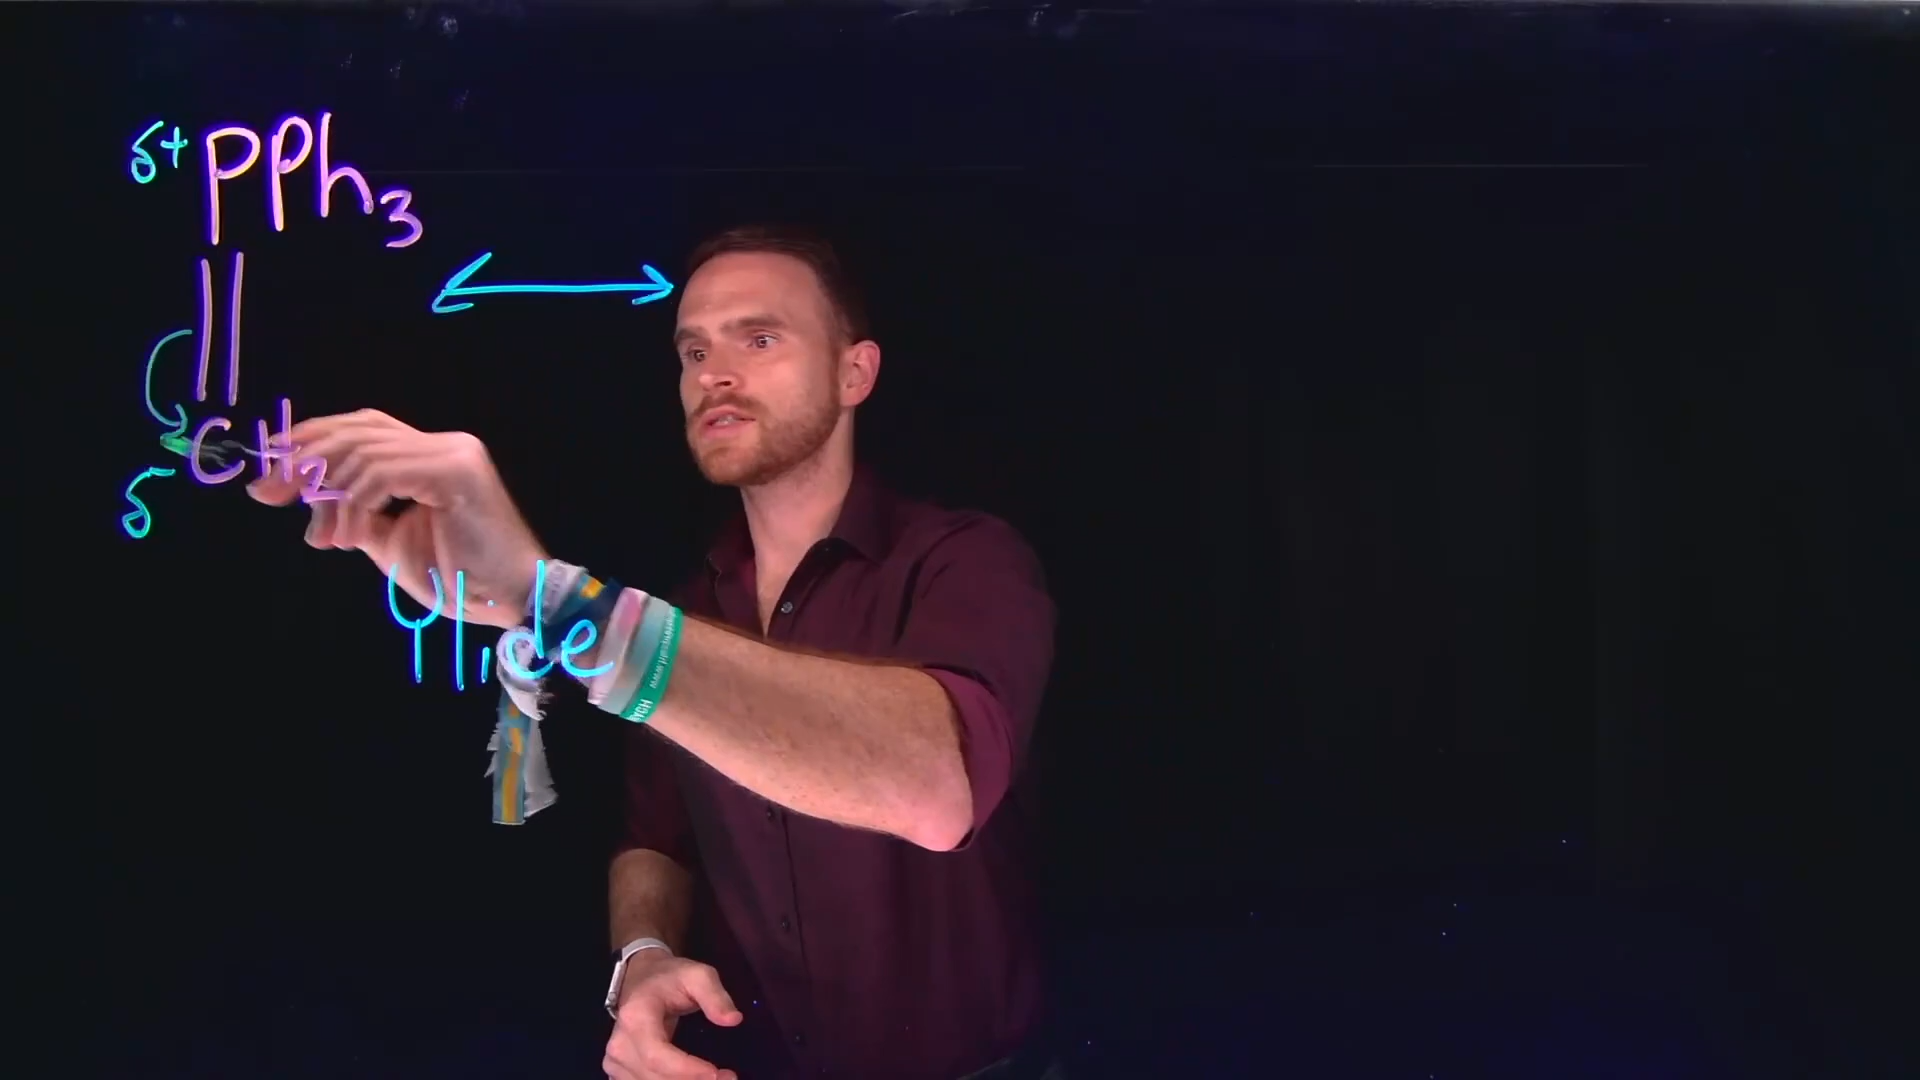 δ+ PPh₃
CH₂
δ-
Ylide